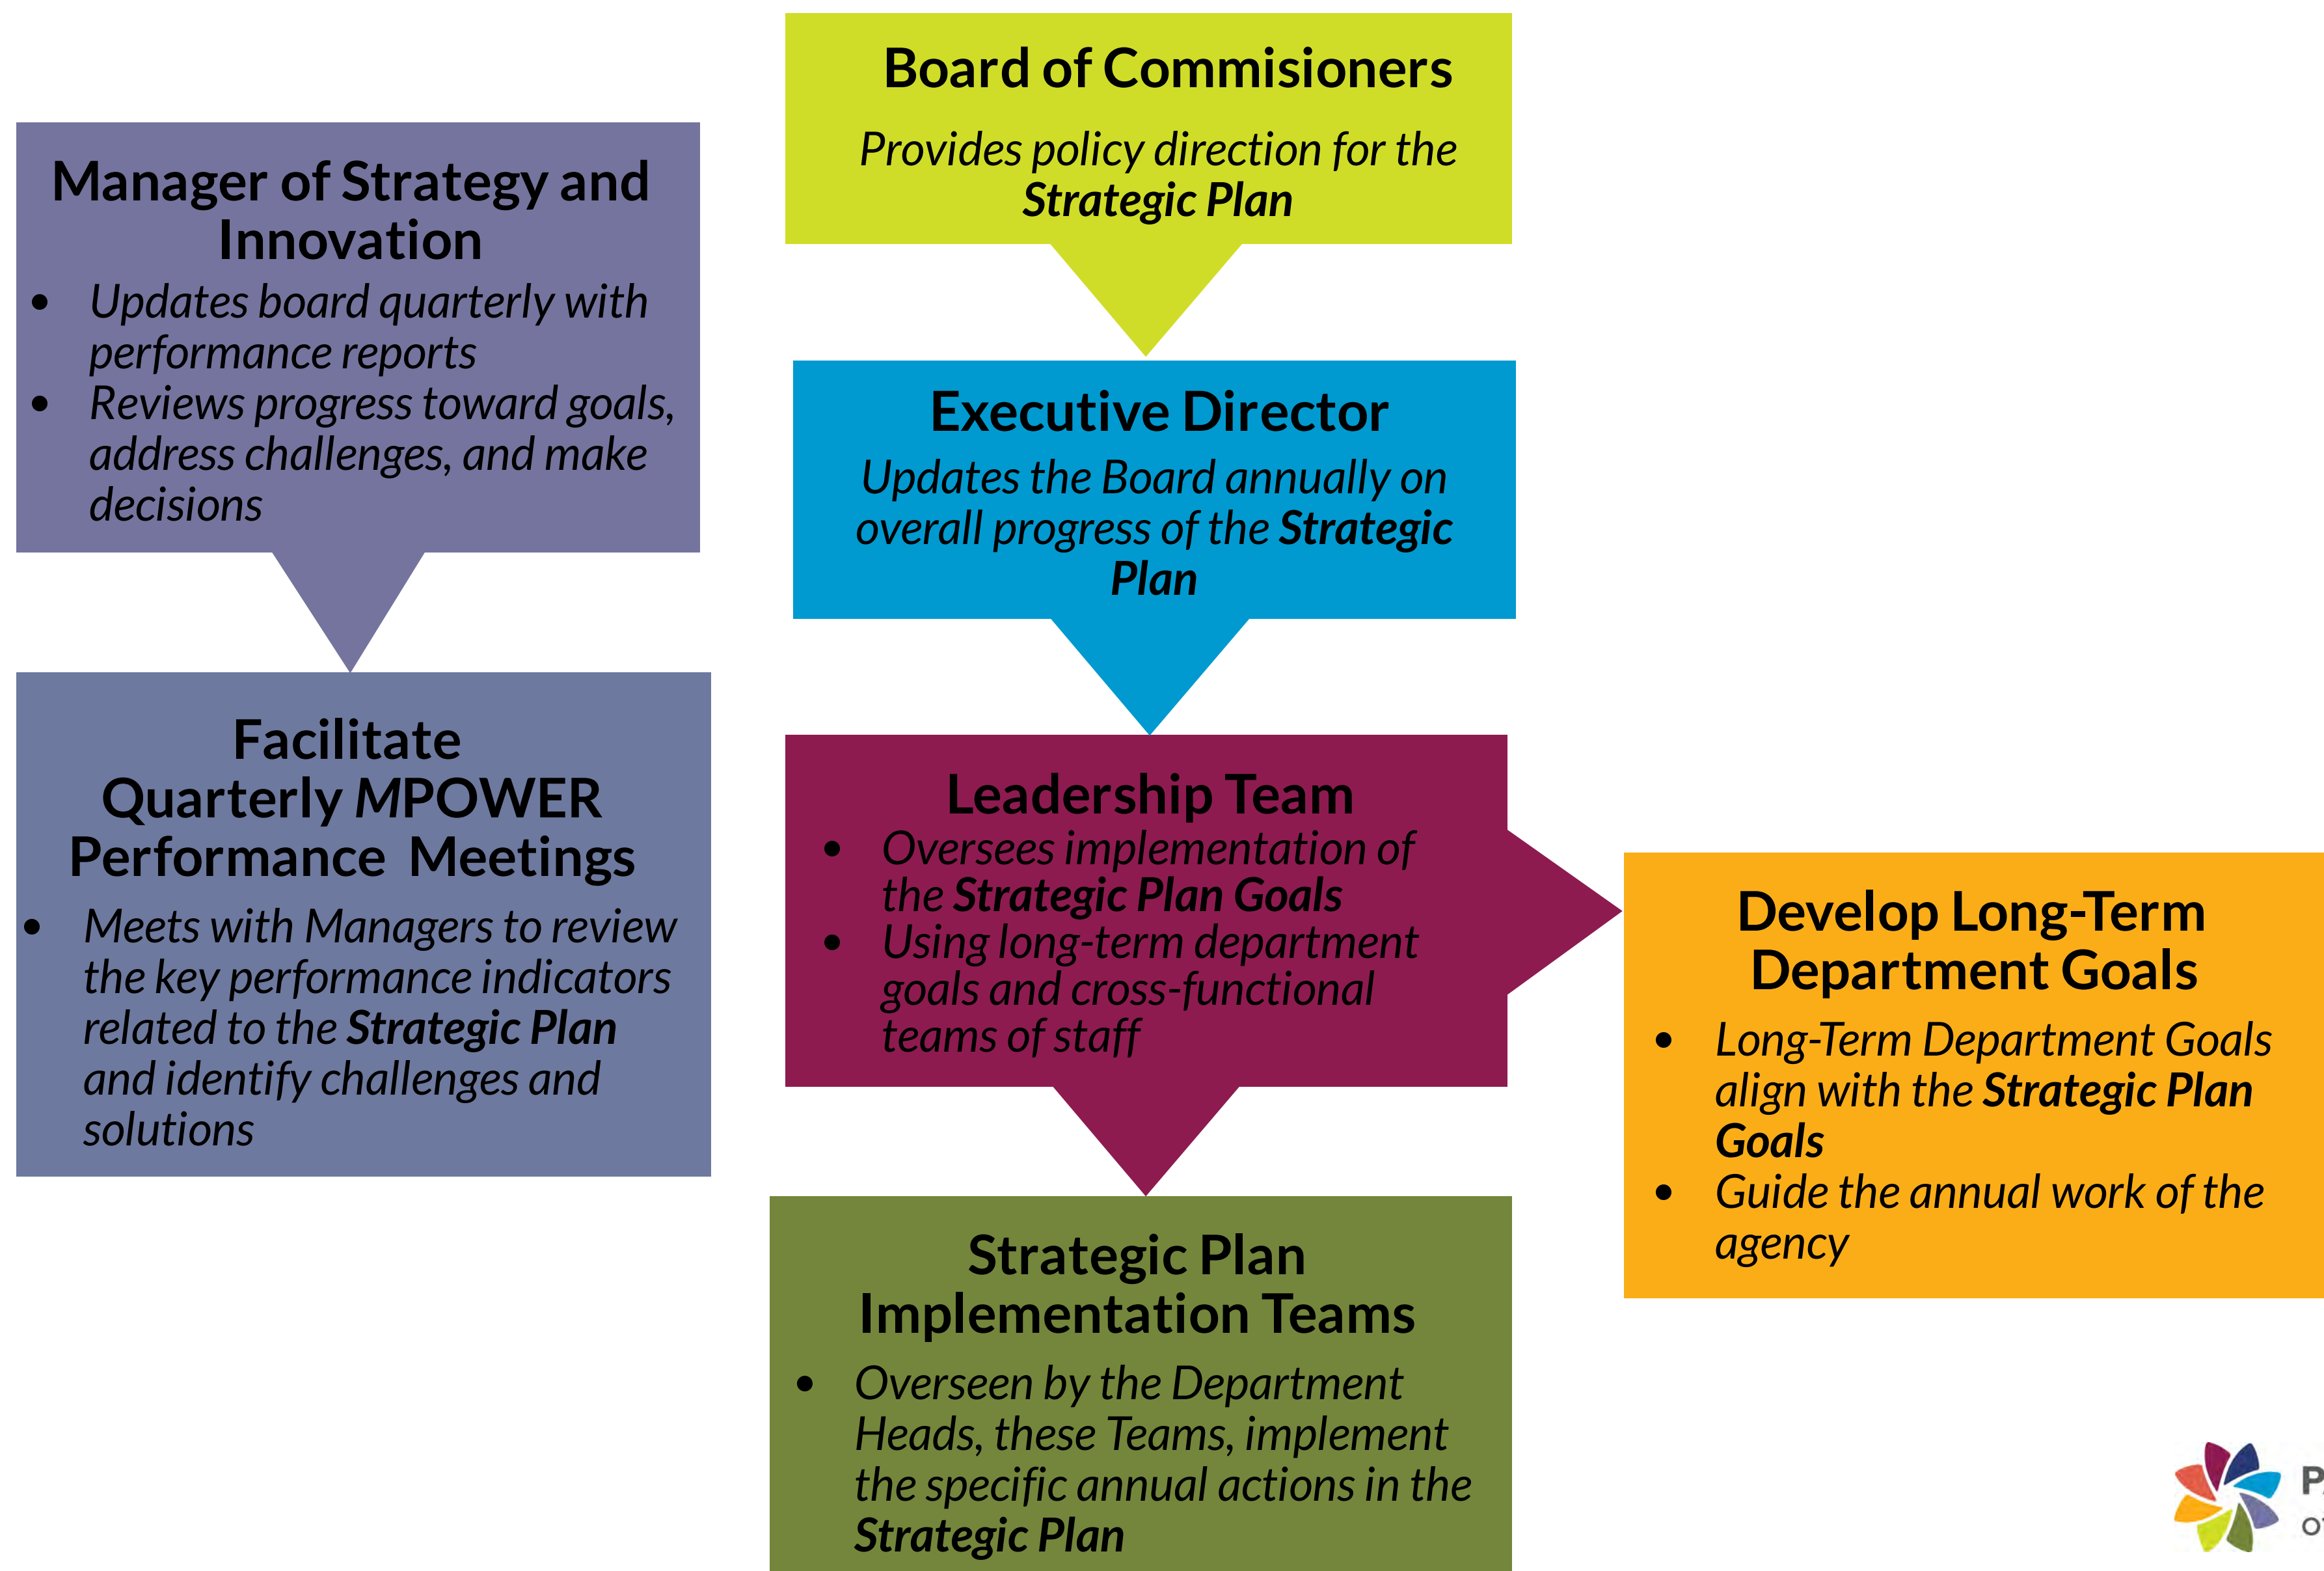 Board of Commisioners
Provides policy direction for the
Strategic Plan
Manager of Strategy and
Innovation
• Updates board quarterly with
performance reports
• Reviews progress toward goals,
address challenges, and make
decisions
Executive Director
Updates the Board annually on
overall progress of the Strategic
Plan
Facilitate
Quarterly MPOWER
Performance Meetings
• Meets with Managers to review
the key performance indicators
related to the Strategic Plan
and identify challenges and
solutions
Leadership Team
• Oversees implementation of
the Strategic Plan Goals
• Using long-term department
goals and cross-functional
teams of staff
Develop Long-Term
Department Goals
• Long-Term Department Goals
align with the Strategic Plan
Goals
• Guide the annual work of the
agency
Strategic Plan
Implementation Teams
• Overseen by the Department
Heads, these Teams, implement
the specific annual actions in the
Strategic Plan